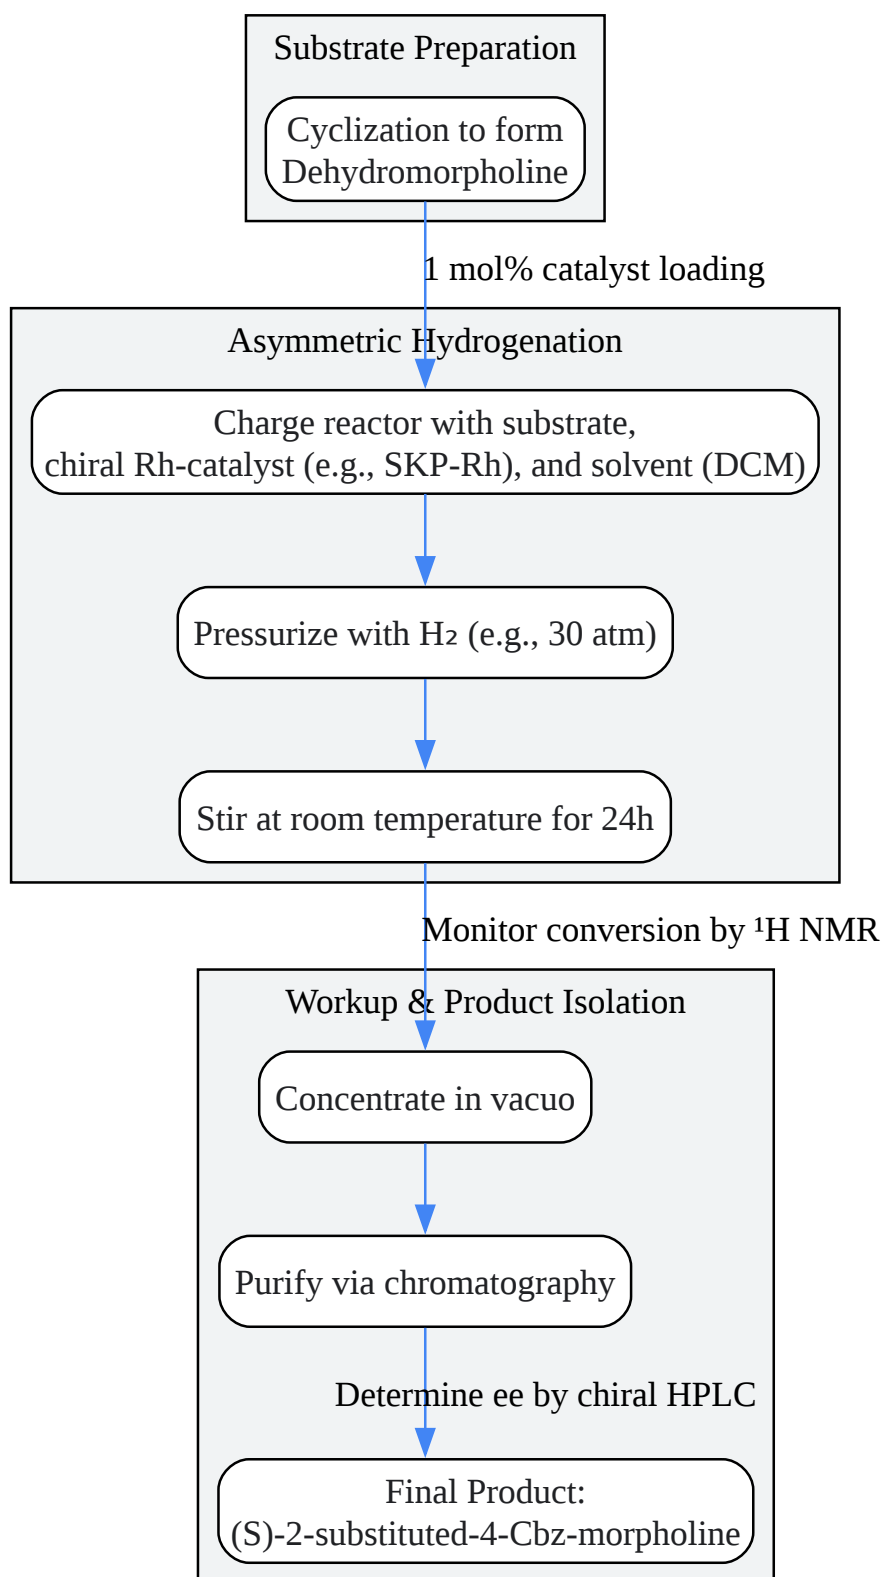 Substrate Preparation
Cyclization to form
Dehydromorpholine
1 mol% catalyst loading
Asymmetric Hydrogenation
Charge reactor with substrate,
chiral Rh-catalyst (e.g., SKP-Rh), and solvent (DCM)
Pressurize with H₂ (e.g., 30 atm)
Stir at room temperature for 24h
Monitor conversion by ¹H NMR
Workup & Product Isolation
Concentrate in vacuo
Purify via chromatography
Determine ee by chiral HPLC
Final Product:
(S)-2-substituted-4-Cbz-morpholine